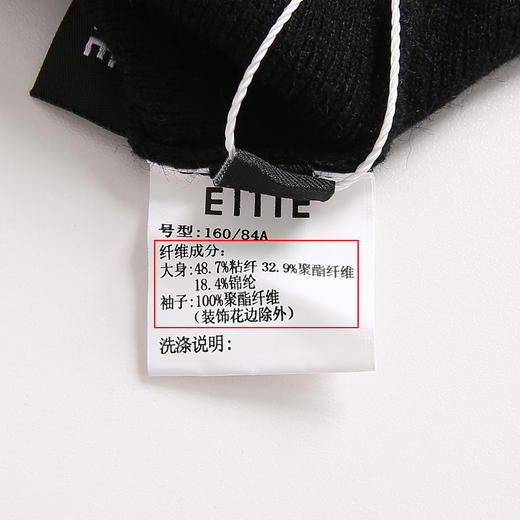 号型:160/84A
纤维成分:
大身:48.7%粘纤 32.9%聚酯纤维
18.4%锦纶
袖子:100%聚酯纤维
(装饰花边除外)
洗涤说明: